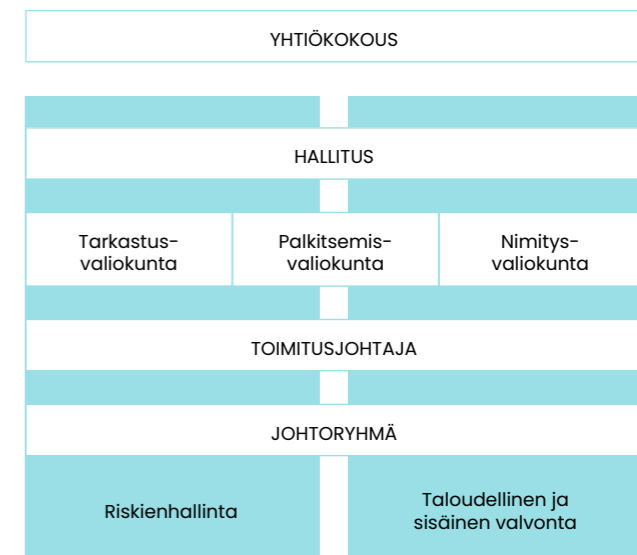 YHTIÖKOKOUS
HALLITUS
Tarkastus-
valiokunta
Palkitsemis-
valiokunta
Nimitys-
valiokunta
TOIMITUSJOHTAJA
JOHTORYHMÄ
Riskienhallinta
Taloudellinen ja
sisäinen valvonta